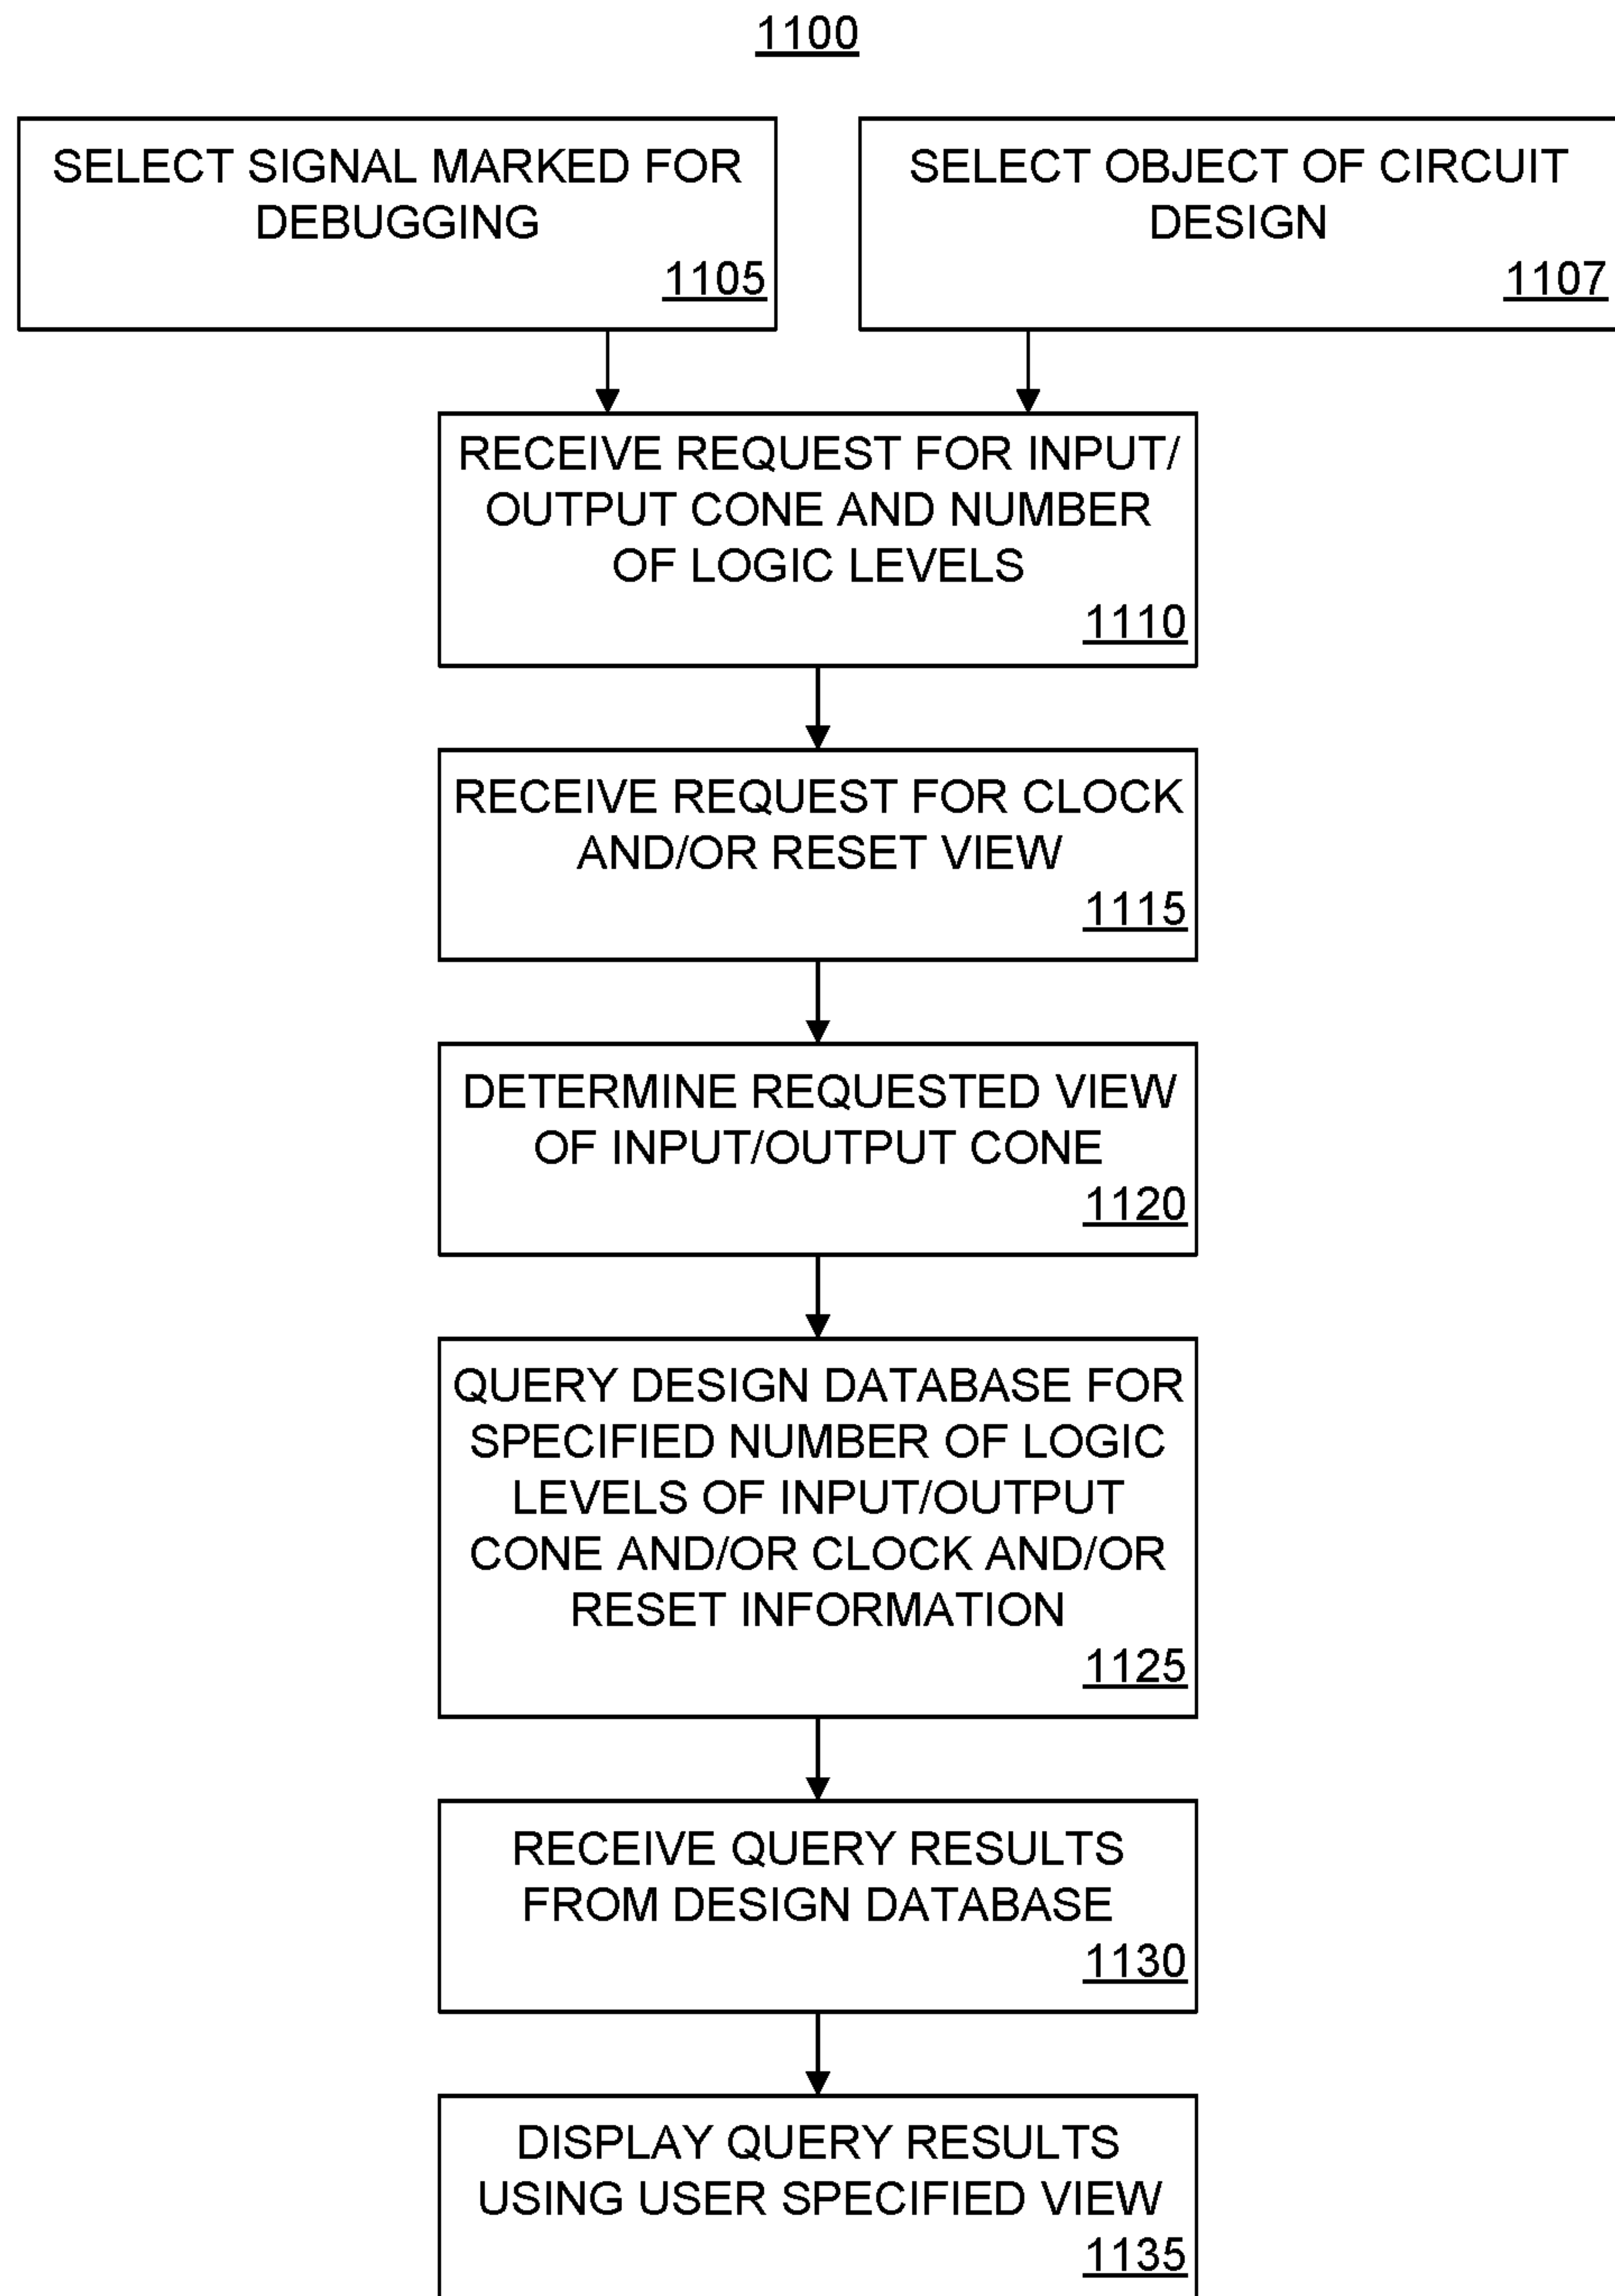 1100
SELECT SIGNAL MARKED FOR
DEBUGGING
1105
SELECT OBJECT OF CIRCUIT
DESIGN
1107
RECEIVE REQUEST FOR INPUT/
OUTPUT CONE AND NUMBER
OF LOGIC LEVELS
1110
RECEIVE REQUEST FOR CLOCK
AND/OR RESET VIEW
1115
DETERMINE REQUESTED VIEW
OF INPUT/OUTPUT CONE
1120
QUERY DESIGN DATABASE FOR
SPECIFIED NUMBER OF LOGIC
LEVELS OF INPUT/OUTPUT
CONE AND/OR CLOCK AND/OR
RESET INFORMATION
1125
RECEIVE QUERY RESULTS
FROM DESIGN DATABASE
1130
DISPLAY QUERY RESULTS
USING USER SPECIFIED VIEW
1135